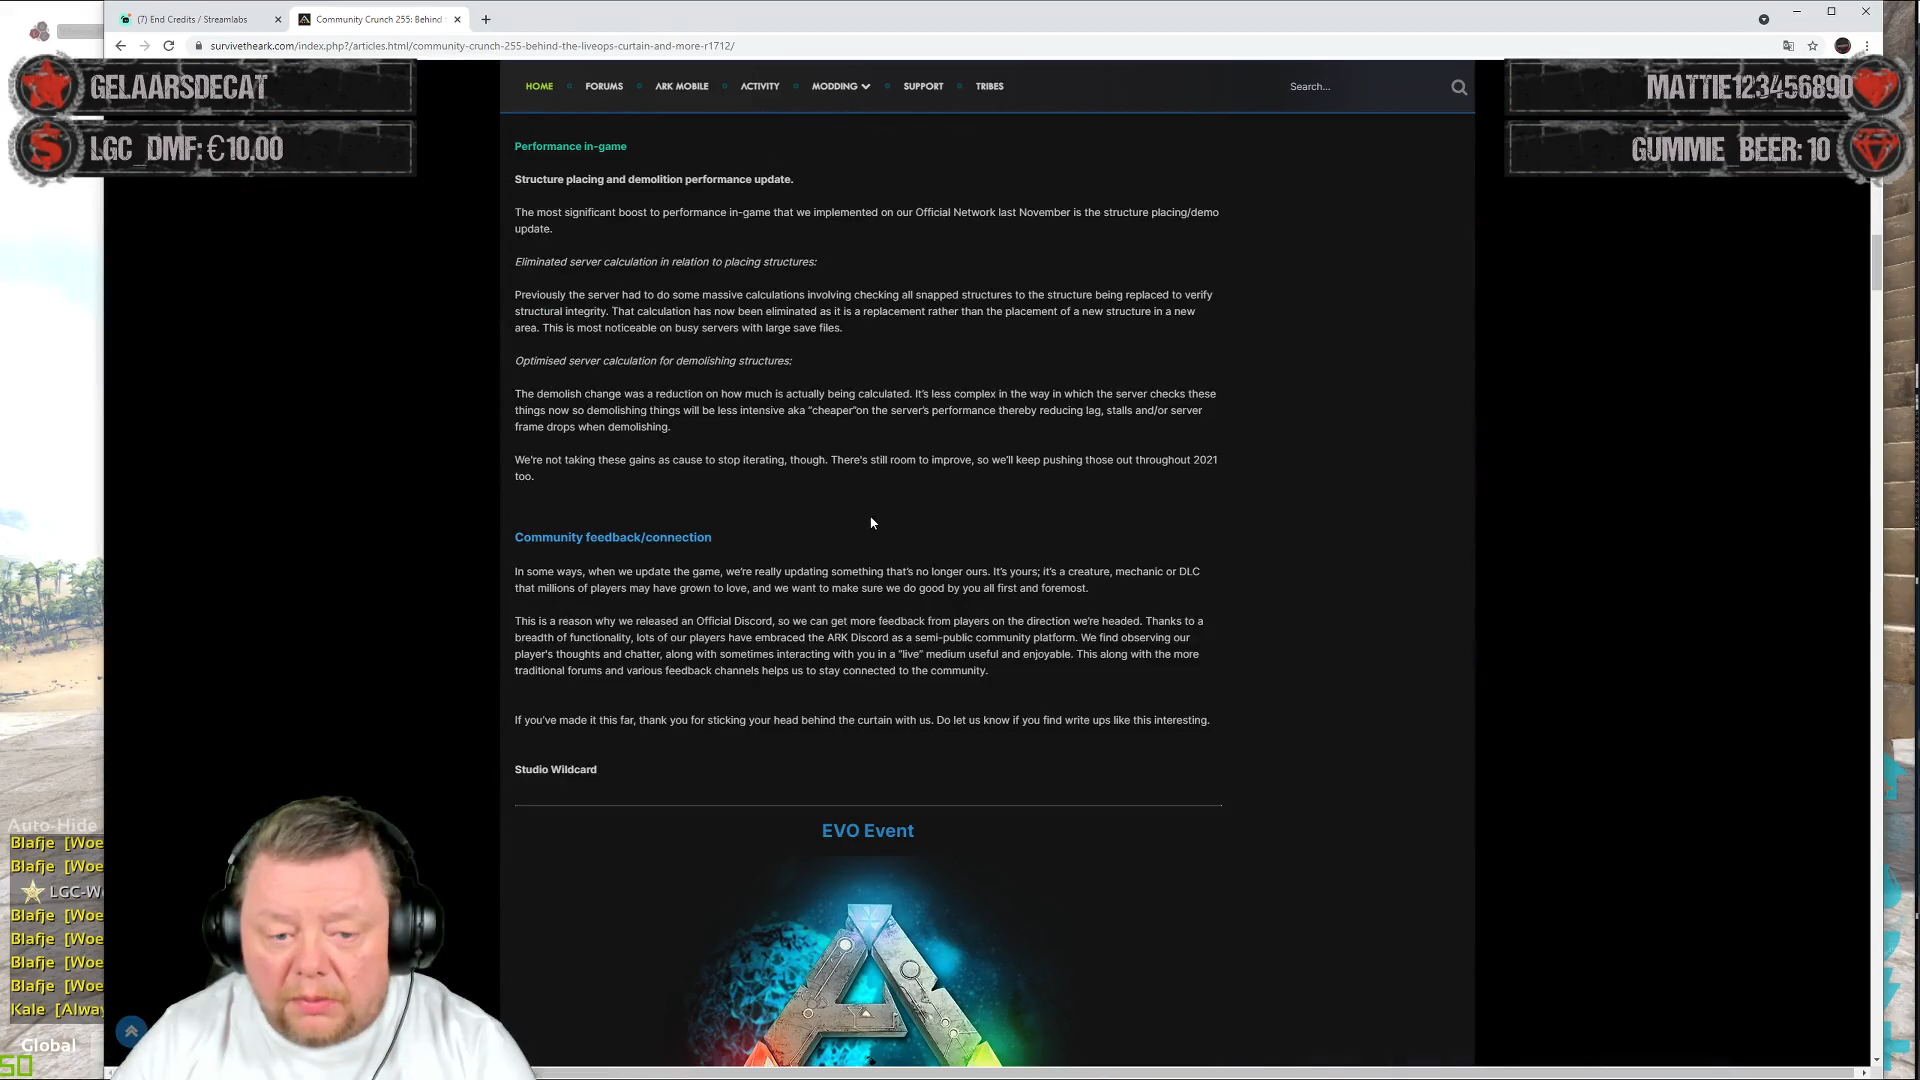 (7) End Credits / Streamlabs
Community Crunch 255: Behind
survivetheark.com/index.php?/articles.html/community-crunch-255-behind-the-liveops-curtain-and-more-r1712/
GELAARSDECAT
LGC_DMF: €10.00
MATTIE123456890
GUMMIE_BEER: 10
HOME
FORUMS
ARK MOBILE
ACTIVITY
MODDING
SUPPORT
TRIBES
Search...
Performance in-game
Structure placing and demolition performance update.
The most significant boost to performance in-game that we implemented on our Official Network last November is the structure placing/demo
update.
Eliminated server calculation in relation to placing structures:
Previously the server had to do some massive calculations involving checking all snapped structures to the structure being replaced to verify
structural integrity. That calculation has now been eliminated as it is a replacement rather than the placement of a new structure in a new
area. This is most noticeable on busy servers with large save files.
Optimised server calculation for demolishing structures:
The demolish change was a reduction on how much is actually being calculated. It's less complex in the way in which the server checks these
things now so demolishing things will be less intensive aka "cheaper"on the server's performance thereby reducing lag, stalls and/or server
frame drops when demolishing.
We're not taking these gains as cause to stop iterating, though. There's still room to improve, so we'll keep pushing those out throughout 2021
too.
Community feedback/connection
In some ways, when we update the game, we're really updating something that's no longer ours. It's yours; it's a creature, mechanic or DLC
that millions of players may have grown to love, and we want to make sure we do good by you all first and foremost.
This is a reason why we released an Official Discord, so we can get more feedback from players on the direction we're headed. Thanks to a
breadth of functionality, lots of our players have embraced the ARK Discord as a semi-public community platform. We find observing our
player's thoughts and chatter, along with sometimes interacting with you in a "live" medium useful and enjoyable. This along with the more
traditional forums and various feedback channels helps us to stay connected to the community.
If you've made it this far, thank you for sticking your head behind the curtain with us. Do let us know if you find write ups like this interesting.
Studio Wildcard
EVO Event
Auto-Hide
Blafje [Woe
Blafje [Woe
LGC-W
Blafje [Woe
Blafje [Woe
Blafje [Woe
Blafje [Woe
Kale [Alway
Global
50